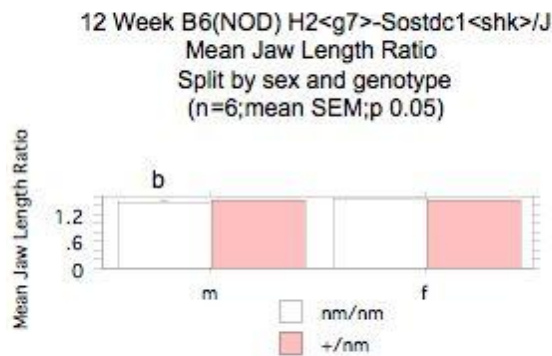 12 Week B6(NOD) H2<g7>-Sostdc1<shk>/J
Mean Jaw Length Ratio
Split by sex and genotype
(n=6;mean SEM;p 0.05)
Mean Jaw Length Ratio
b
1.2
.6
0
m f
nm/nm
+/nm